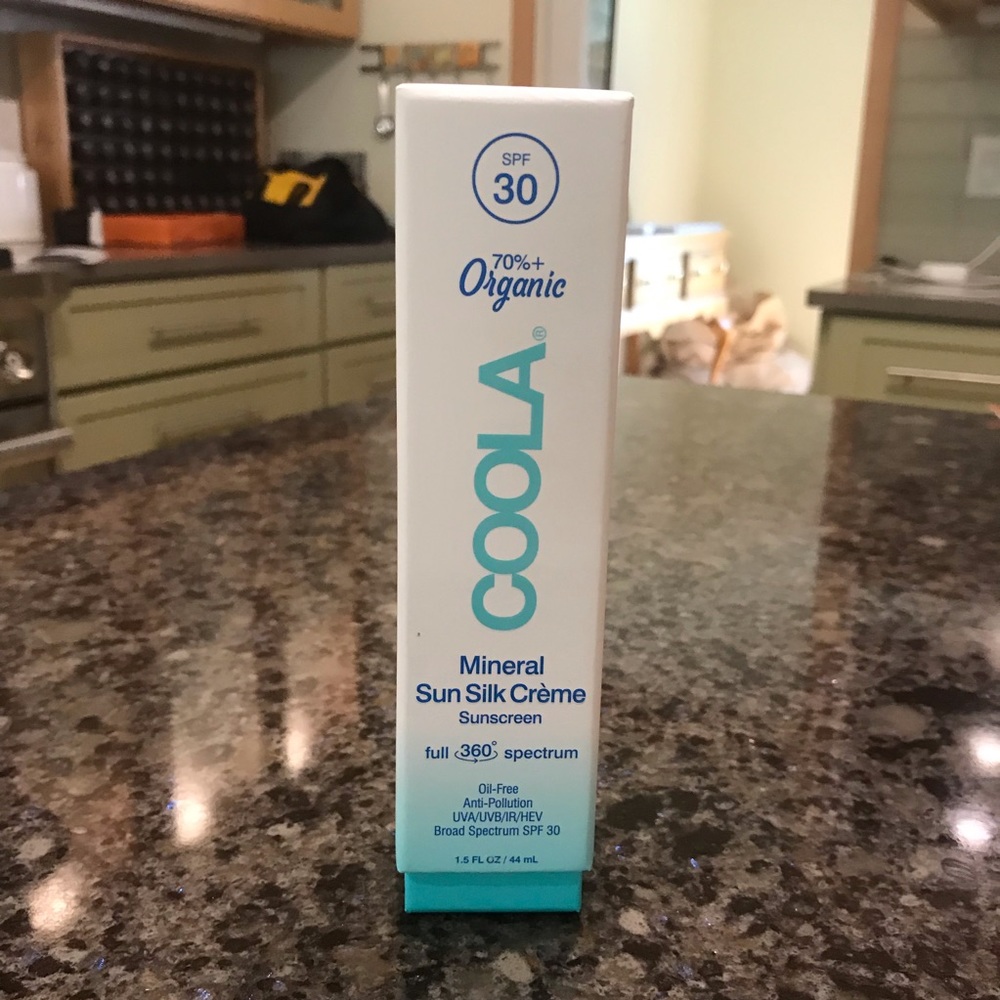 SPF
30
70%+
Organic
COOLA®
Mineral
Sun Silk Crème
Sunscreen
full 360° spectrum
Oil-Free
Anti-Pollution
UVA/UVB/IR/HEV
Broad Spectrum SPF 30
1.5 FL OZ / 44 mL